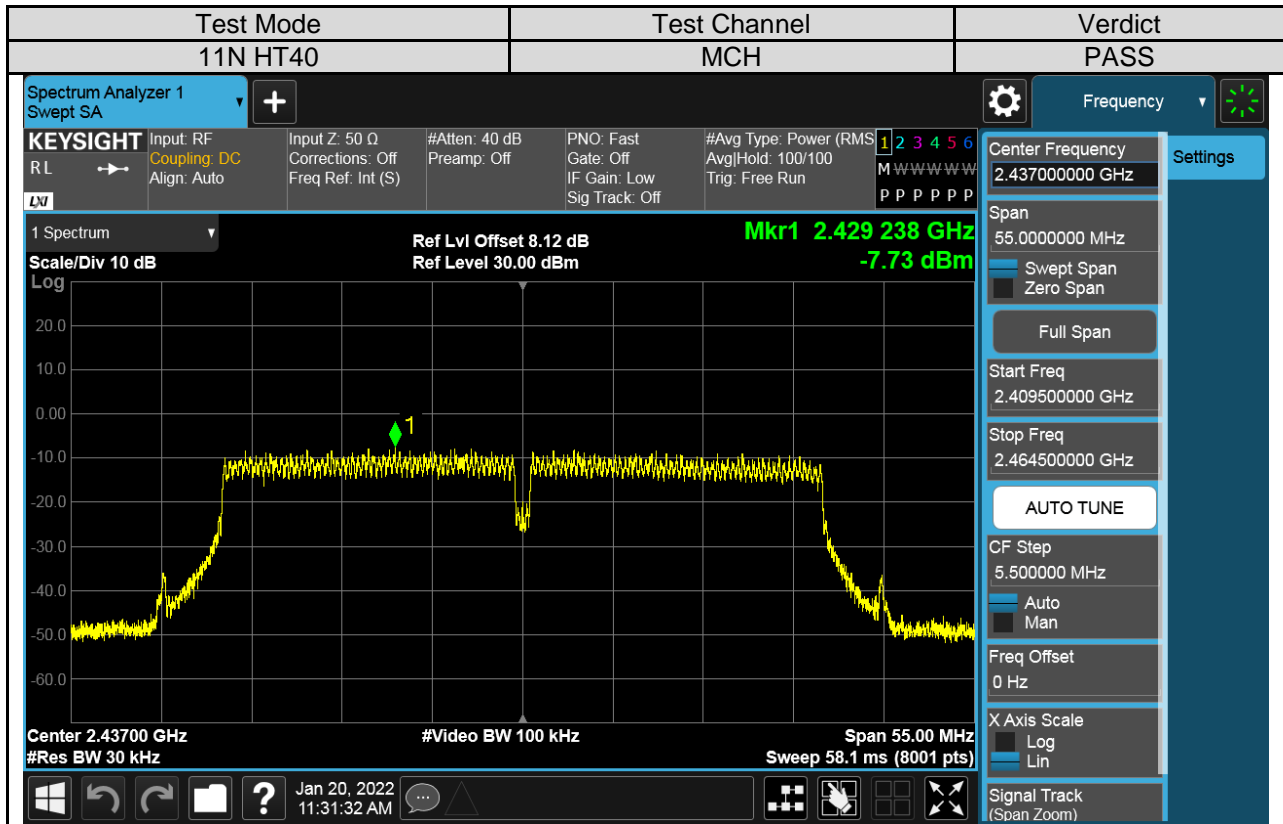 Test Mode Test Channel Verdict
11N HT40 MCH PASS
Spectrum Analyzer 1
Swept SA
+
Frequency
KEYSIGHT
R L
LXI
Input: RF
Coupling: DC
Align: Auto
Input Z: 50 Ω
Corrections: Off
Freq Ref: Int (S)
#Atten: 40 dB
Preamp: Off
PNO: Fast
Gate: Off
IF Gain: Low
Sig Track: Off
#Avg Type: Power (RMS
Avg|Hold: 100/100
Trig: Free Run
1 2 3 4 5 6
M W W W W W
P P P P P P
1 Spectrum
Scale/Div 10 dB
Ref Lvl Offset 8.12 dB
Ref Level 30.00 dBm
Mkr1 2.429 238 GHz
-7.73 dBm
Log
20.0
10.0
0.00
-10.0
-20.0
-30.0
-40.0
-50.0
-60.0
1
Center 2.43700 GHz
#Res BW 30 kHz
#Video BW 100 kHz
Span 55.00 MHz
Sweep 58.1 ms (8001 pts)
Center Frequency
2.437000000 GHz
Settings
Span
55.0000000 MHz
Swept Span
Zero Span
Full Span
Start Freq
2.409500000 GHz
Stop Freq
2.464500000 GHz
AUTO TUNE
CF Step
5.500000 MHz
Auto
Man
Freq Offset
0 Hz
X Axis Scale
Log
Lin
Signal Track
(Span Zoom)
?
Jan 20, 2022
11:31:32 AM